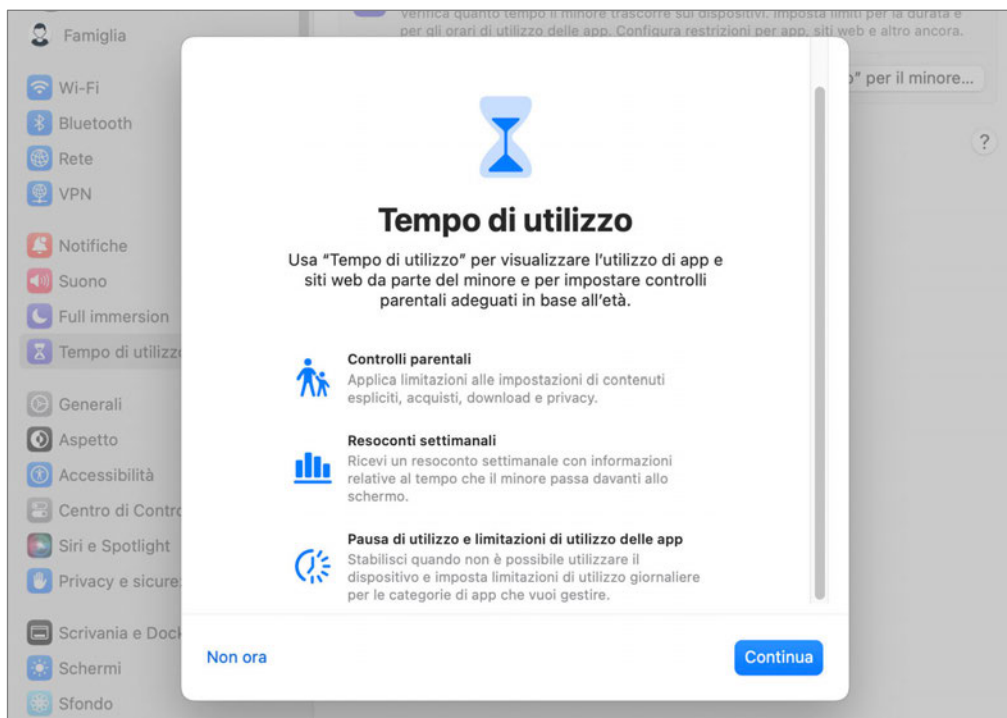 Verifica quanto tempo il minore trascorre sui dispositivi. Imposta limiti per la durata e
per gli orari di utilizzo delle app. Configura restrizioni per app, siti web e altro ancora.
" per il minore...
?
Famiglia
Wi-Fi
Bluetooth
Rete
VPN
Notifiche
Suono
Full immersion
Tempo di utilizzo
Generali
Aspetto
Accessibilità
Centro di Contro
Siri e Spotlight
Privacy e sicure
Scrivania e Dock
Schermi
Sfondo
Tempo di utilizzo
Usa “Tempo di utilizzo” per visualizzare l’utilizzo di app e
siti web da parte del minore e per impostare controlli
parentali adeguati in base all’età.
Controlli parentali
Applica limitazioni alle impostazioni di contenuti
espliciti, acquisti, download e privacy.
Resoconti settimanali
Ricevi un resoconto settimanale con informazioni
relative al tempo che il minore passa davanti allo
schermo.
Pausa di utilizzo e limitazioni di utilizzo delle app
Stabilisci quando non è possibile utilizzare il
dispositivo e imposta limitazioni di utilizzo giornaliere
per le categorie di app che vuoi gestire.
Non ora
Continua